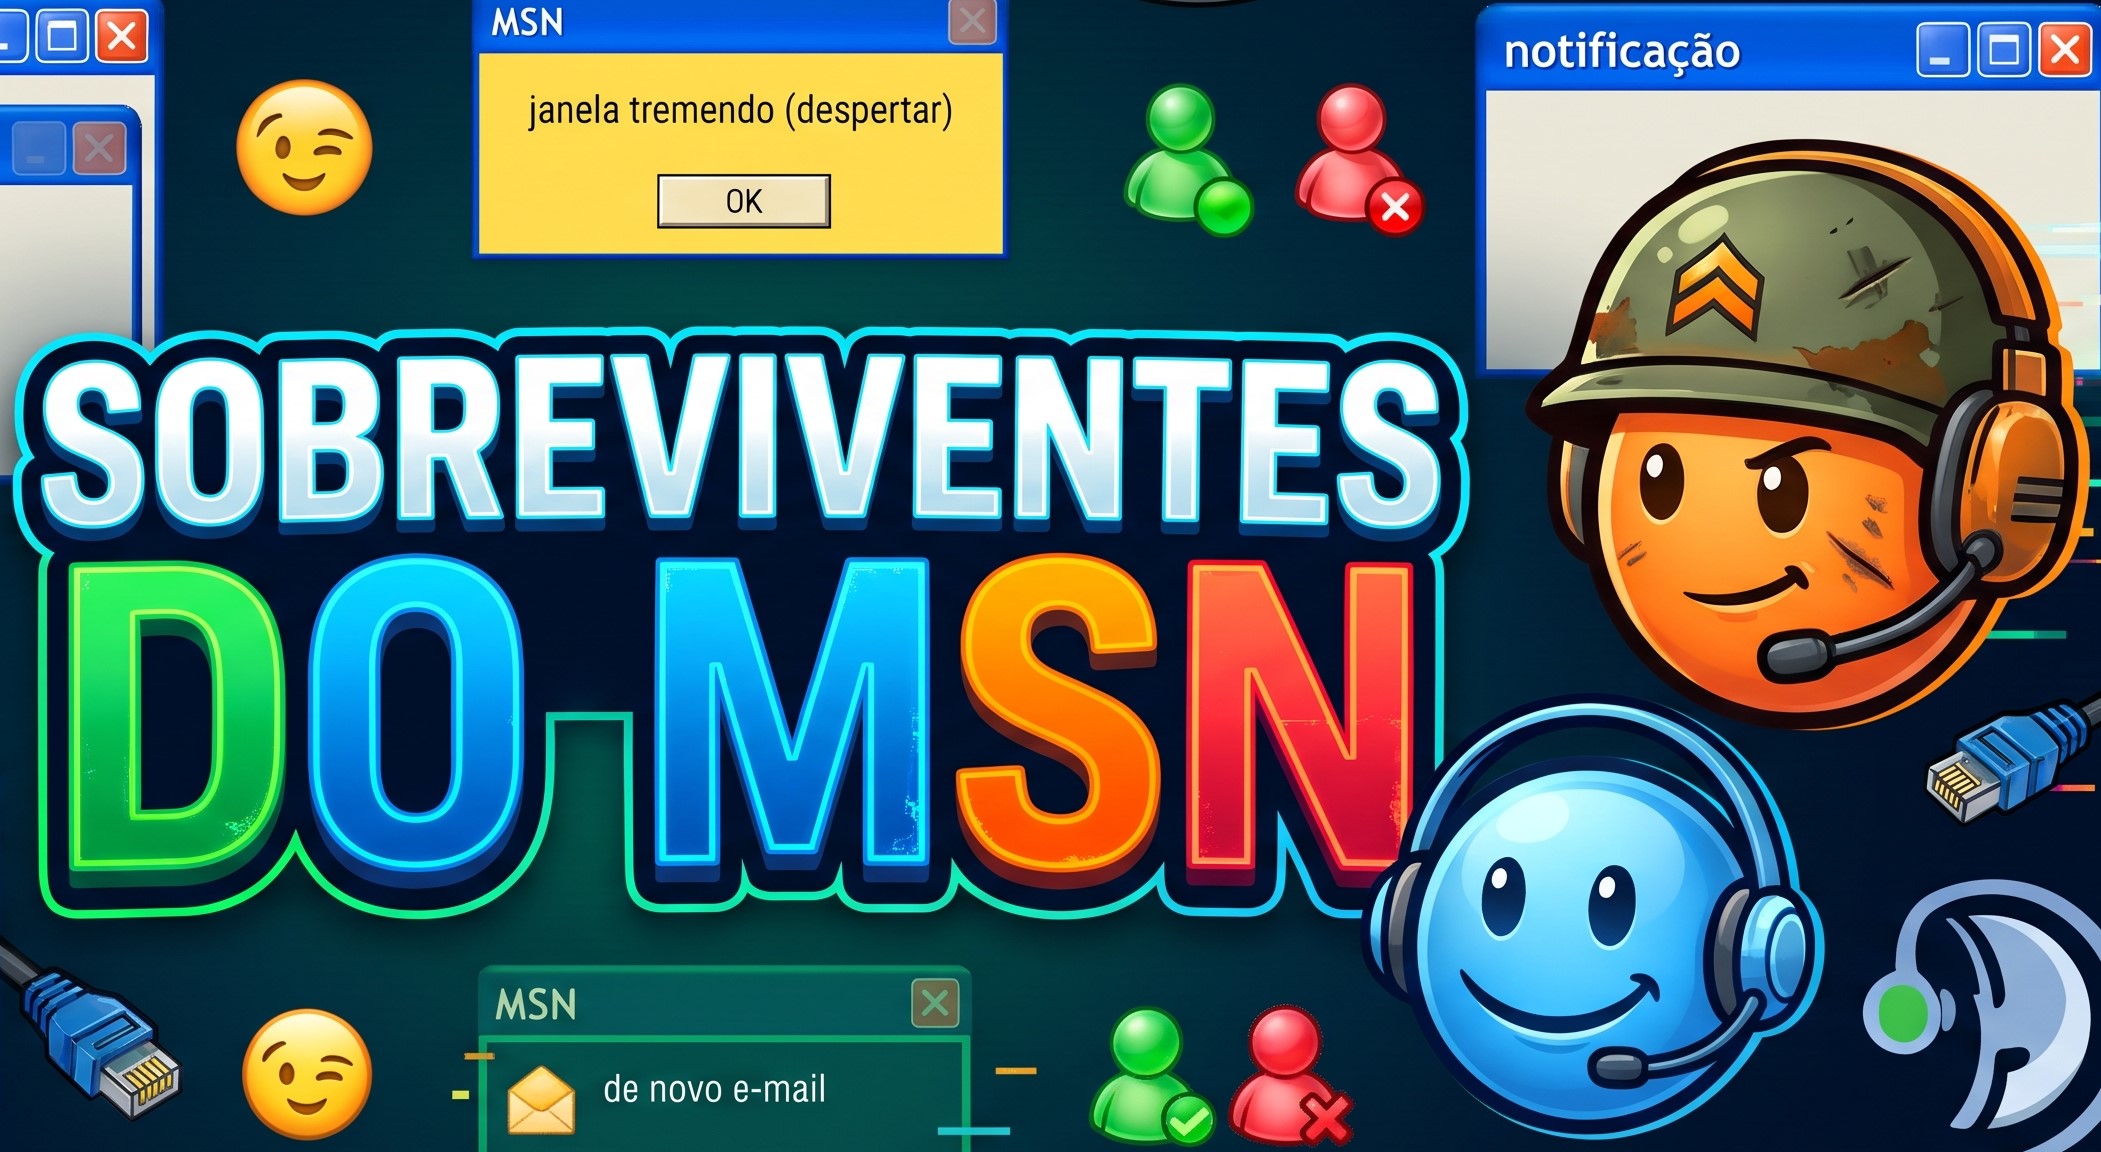 MSN
janela tremendo (despertar)
OK
notificação
SOBREVIVENTES
DO MSN
MSN
de novo e-mail